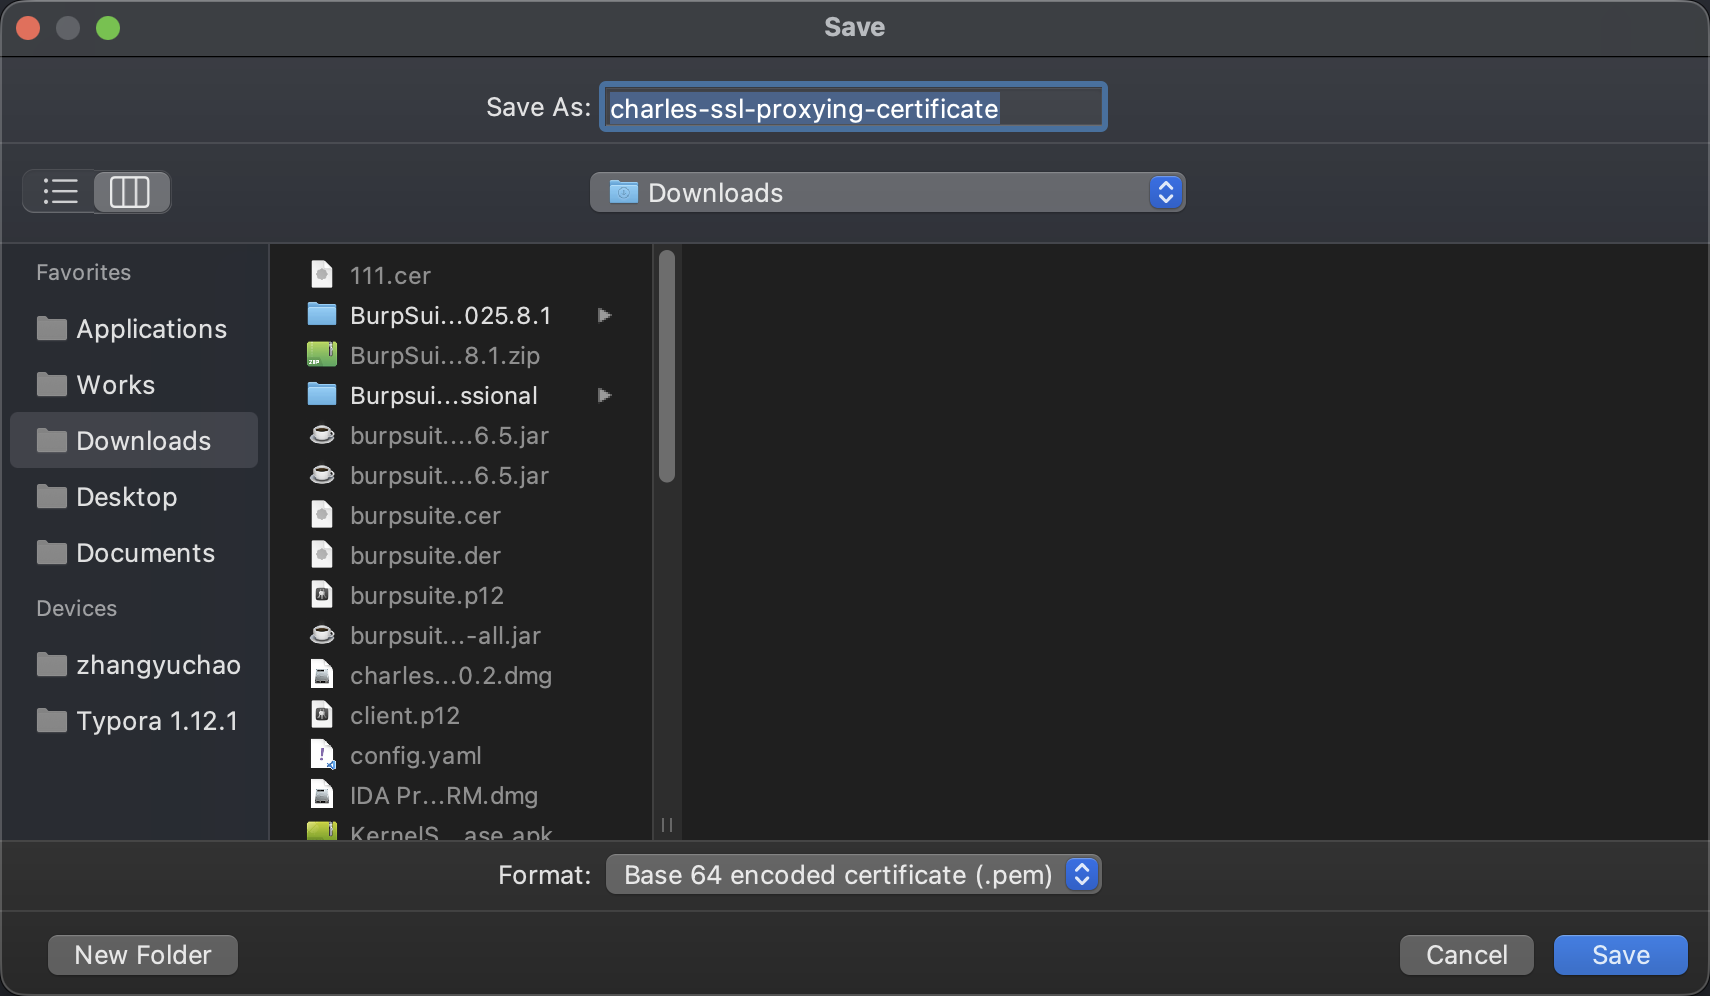 Save
Save As: charles-ssl-proxying-certificate
Downloads
Favorites
Applications
Works
Downloads
Desktop
Documents
Devices
zhangyuchao
Typora 1.12.1
111.cer
BurpSui...025.8.1
BurpSui...8.1.zip
Burpsui...ssional
burpsuit....6.5.jar
burpsuit....6.5.jar
burpsuite.cer
burpsuite.der
burpsuite.p12
burpsuit...-all.jar
charles...0.2.dmg
client.p12
config.yaml
IDA Pr...RM.dmg
KernelS...ase.apk
Format: Base 64 encoded certificate (.pem)
New Folder
Cancel
Save